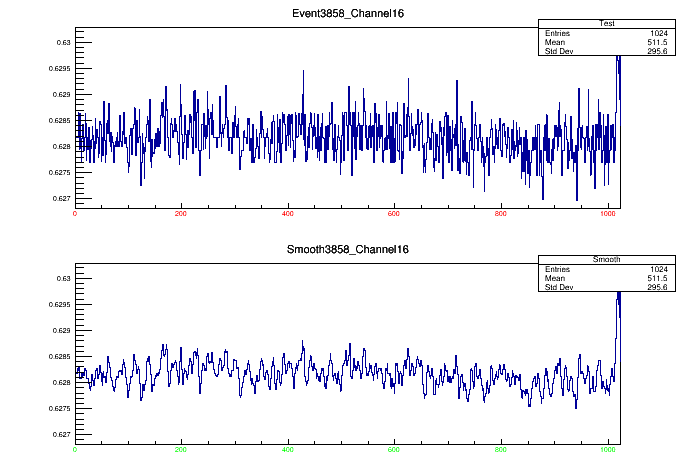 Event3858_Channel16
Test
Entries 1024
Mean 511.5
Std Dev 295.6
0.63
0.6295
0.629
0.6285
0.628
0.6275
0.627
0 200 400 600 800 1000
Smooth3858_Channel16
Smooth
Entries 1024
Mean 511.5
Std Dev 295.6
0.63
0.6295
0.629
0.6285
0.628
0.6275
0.627
0 200 400 600 800 1000